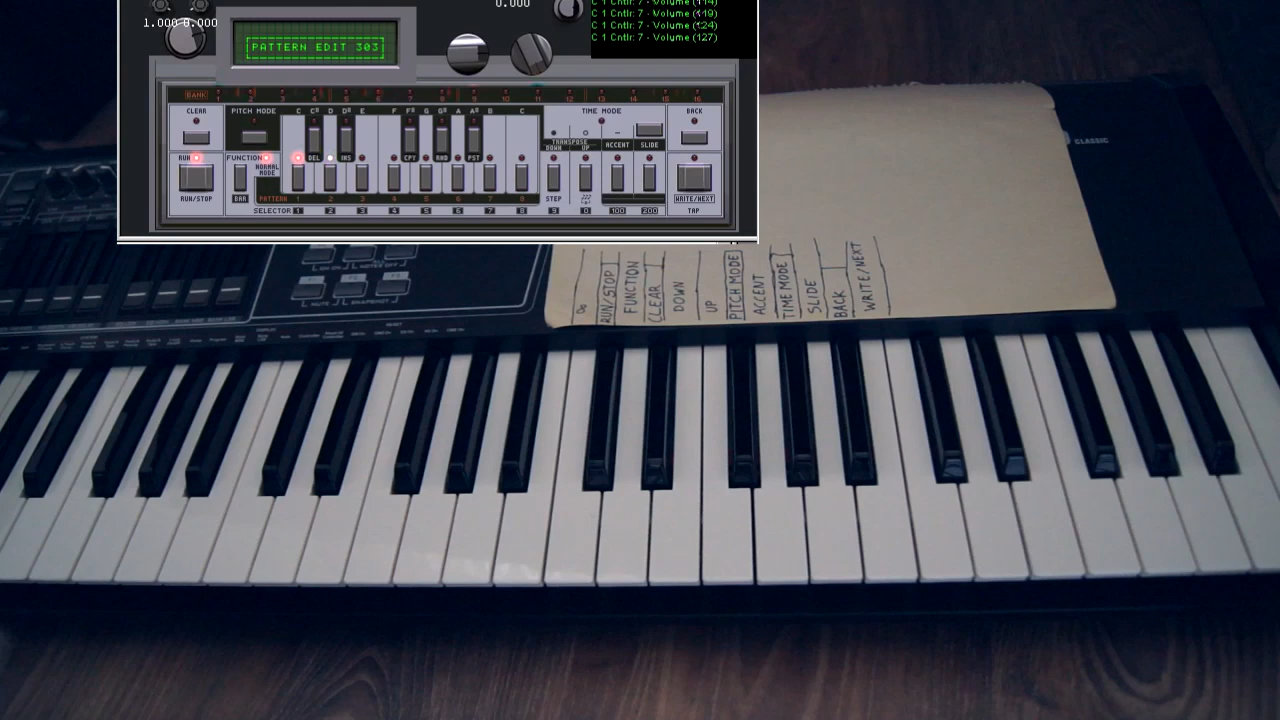 0.000
C 1 Cntlr: 7 - Volume (114)
1.000 8.000
C 1 Cntlr: 7 - Volume (119)
C 1 Cntlr: 7 - Volume (124)
C 1 Cntlr: 7 - Volume (127)
PATTERN EDIT 303
BANK 1 2 3 4 5 6 7 8 9 10 11 12 13 14 15 16
CLEAR PITCH MODE C C# D D# E F F# G G# A A# B C TIME MODE BACK
TRANSPOSE
DOWN UP ACCENT SLIDE
RUN FUNCTION NORMAL MODE DEL INS CPY RND PST
RUN/STOP BAR PATTERN 1 2 3 4 5 6 7 8 STEP WRITE/NEXT
SELECTOR 1 2 3 4 5 6 7 8 9 0 100 200 TAP
CLASSIC
RUN/STOP
FUNCTION
CLEAR
DOWN
UP
PITCH MODE
ACCENT
TIME MODE
SLIDE
BACK
WRITE/NEXT
MUTE
SNAPSHOT